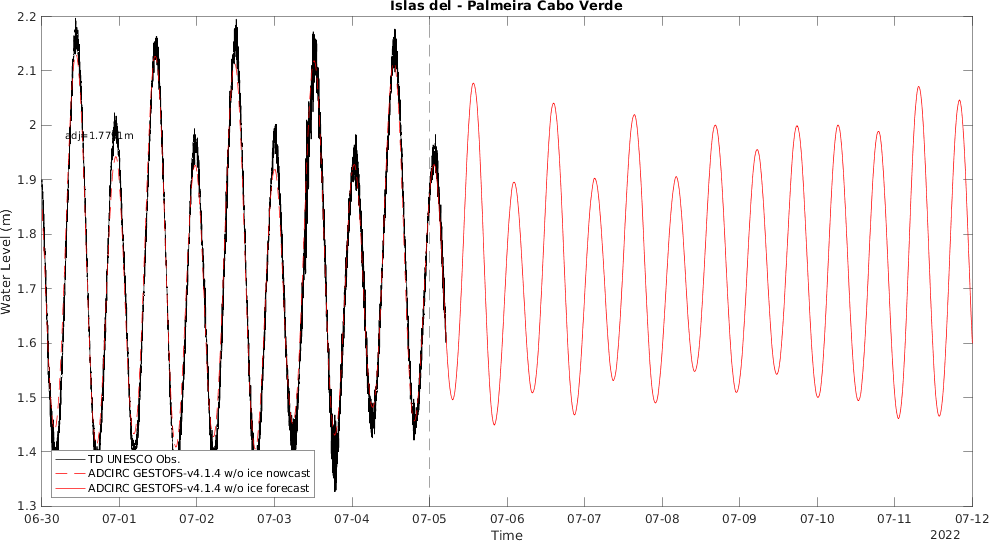 Islas del - Palmeira Cabo Verde
2.2
2.1
2
1.9
1.8
1.7
1.6
1.5
1.4
1.3
Water Level (m)
TD UNESCO Obs.
ADCIRC GESTOFS-v4.1.4 w/o ice nowcast
ADCIRC GESTOFS-v4.1.4 w/o ice forecast
06-30 07-01 07-02 07-03 07-04 07-05 07-06 07-07 07-08 07-09 07-10 07-11 07-12
Time
2022